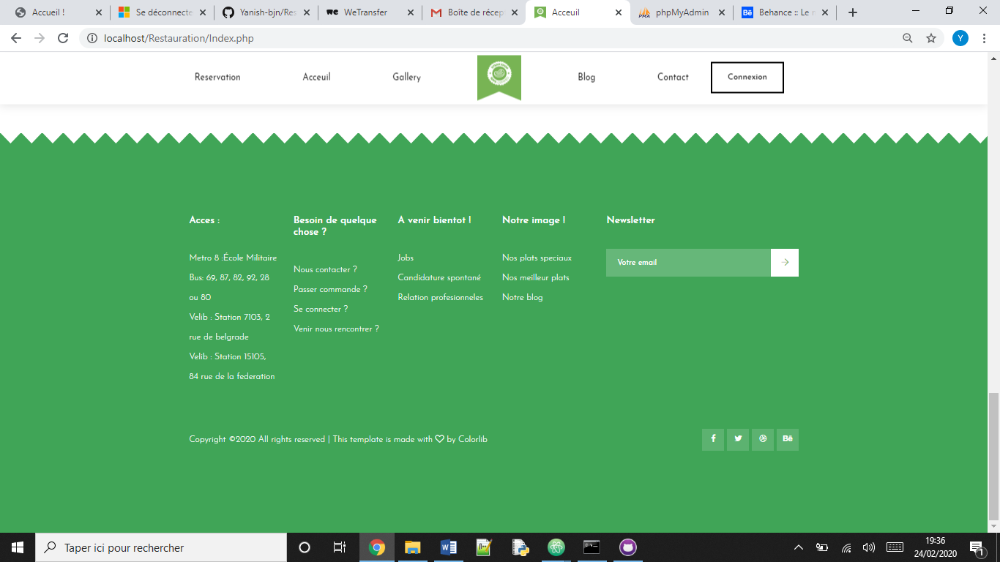 Accueil !
Se déconnecte
Yanish-bjn/Res
WeTransfer
Boîte de récep
Acceuil
phpMyAdmin
Behance :: Le n
localhost/Restauration/Index.php
Y
Reservation
Acceuil
Gallery
Blog
Contact
Connexion
Acces :
Metro 8 :École Militaire
Bus: 69, 87, 82, 92, 28
ou 80
Velib : Station 7103, 2
rue de belgrade
Velib : Station 15105,
84 rue de la federation
Besoin de quelque
chose ?
Nous contacter ?
Passer commande ?
Se connecter ?
Venir nous rencontrer ?
A venir bientot !
Jobs
Candidature spontané
Relation profesionneles
Notre image !
Nos plats speciaux
Nos meilleur plats
Notre blog
Newsletter
Votre email
Copyright ©2020 All rights reserved | This template is made with by Colorlib
Taper ici pour rechercher
19:36
24/02/2020
1